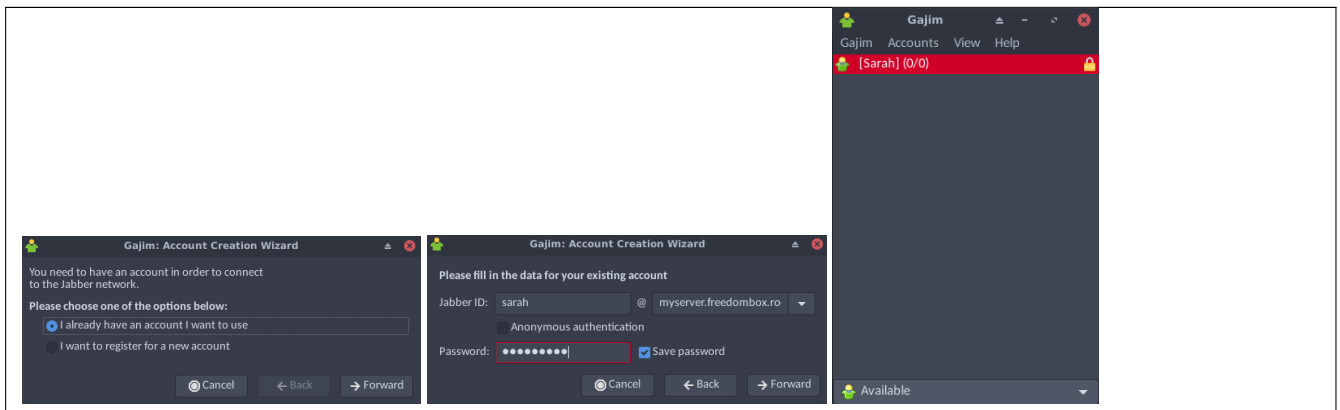 Gajim: Account Creation Wizard
You need to have an account in order to connect
to the Jabber network.
Please choose one of the options below:
I already have an account I want to use
I want to register for a new account
Cancel
Back
Forward
Gajim: Account Creation Wizard
Please fill in the data for your existing account
Jabber ID: sarah @ myserver.freedombox.ro
Anonymous authentication
Password: ●●●●●●●●● Save password
Cancel
Back
Forward
Gajim
Gajim Accounts View Help
[Sarah] (0/0)
Available